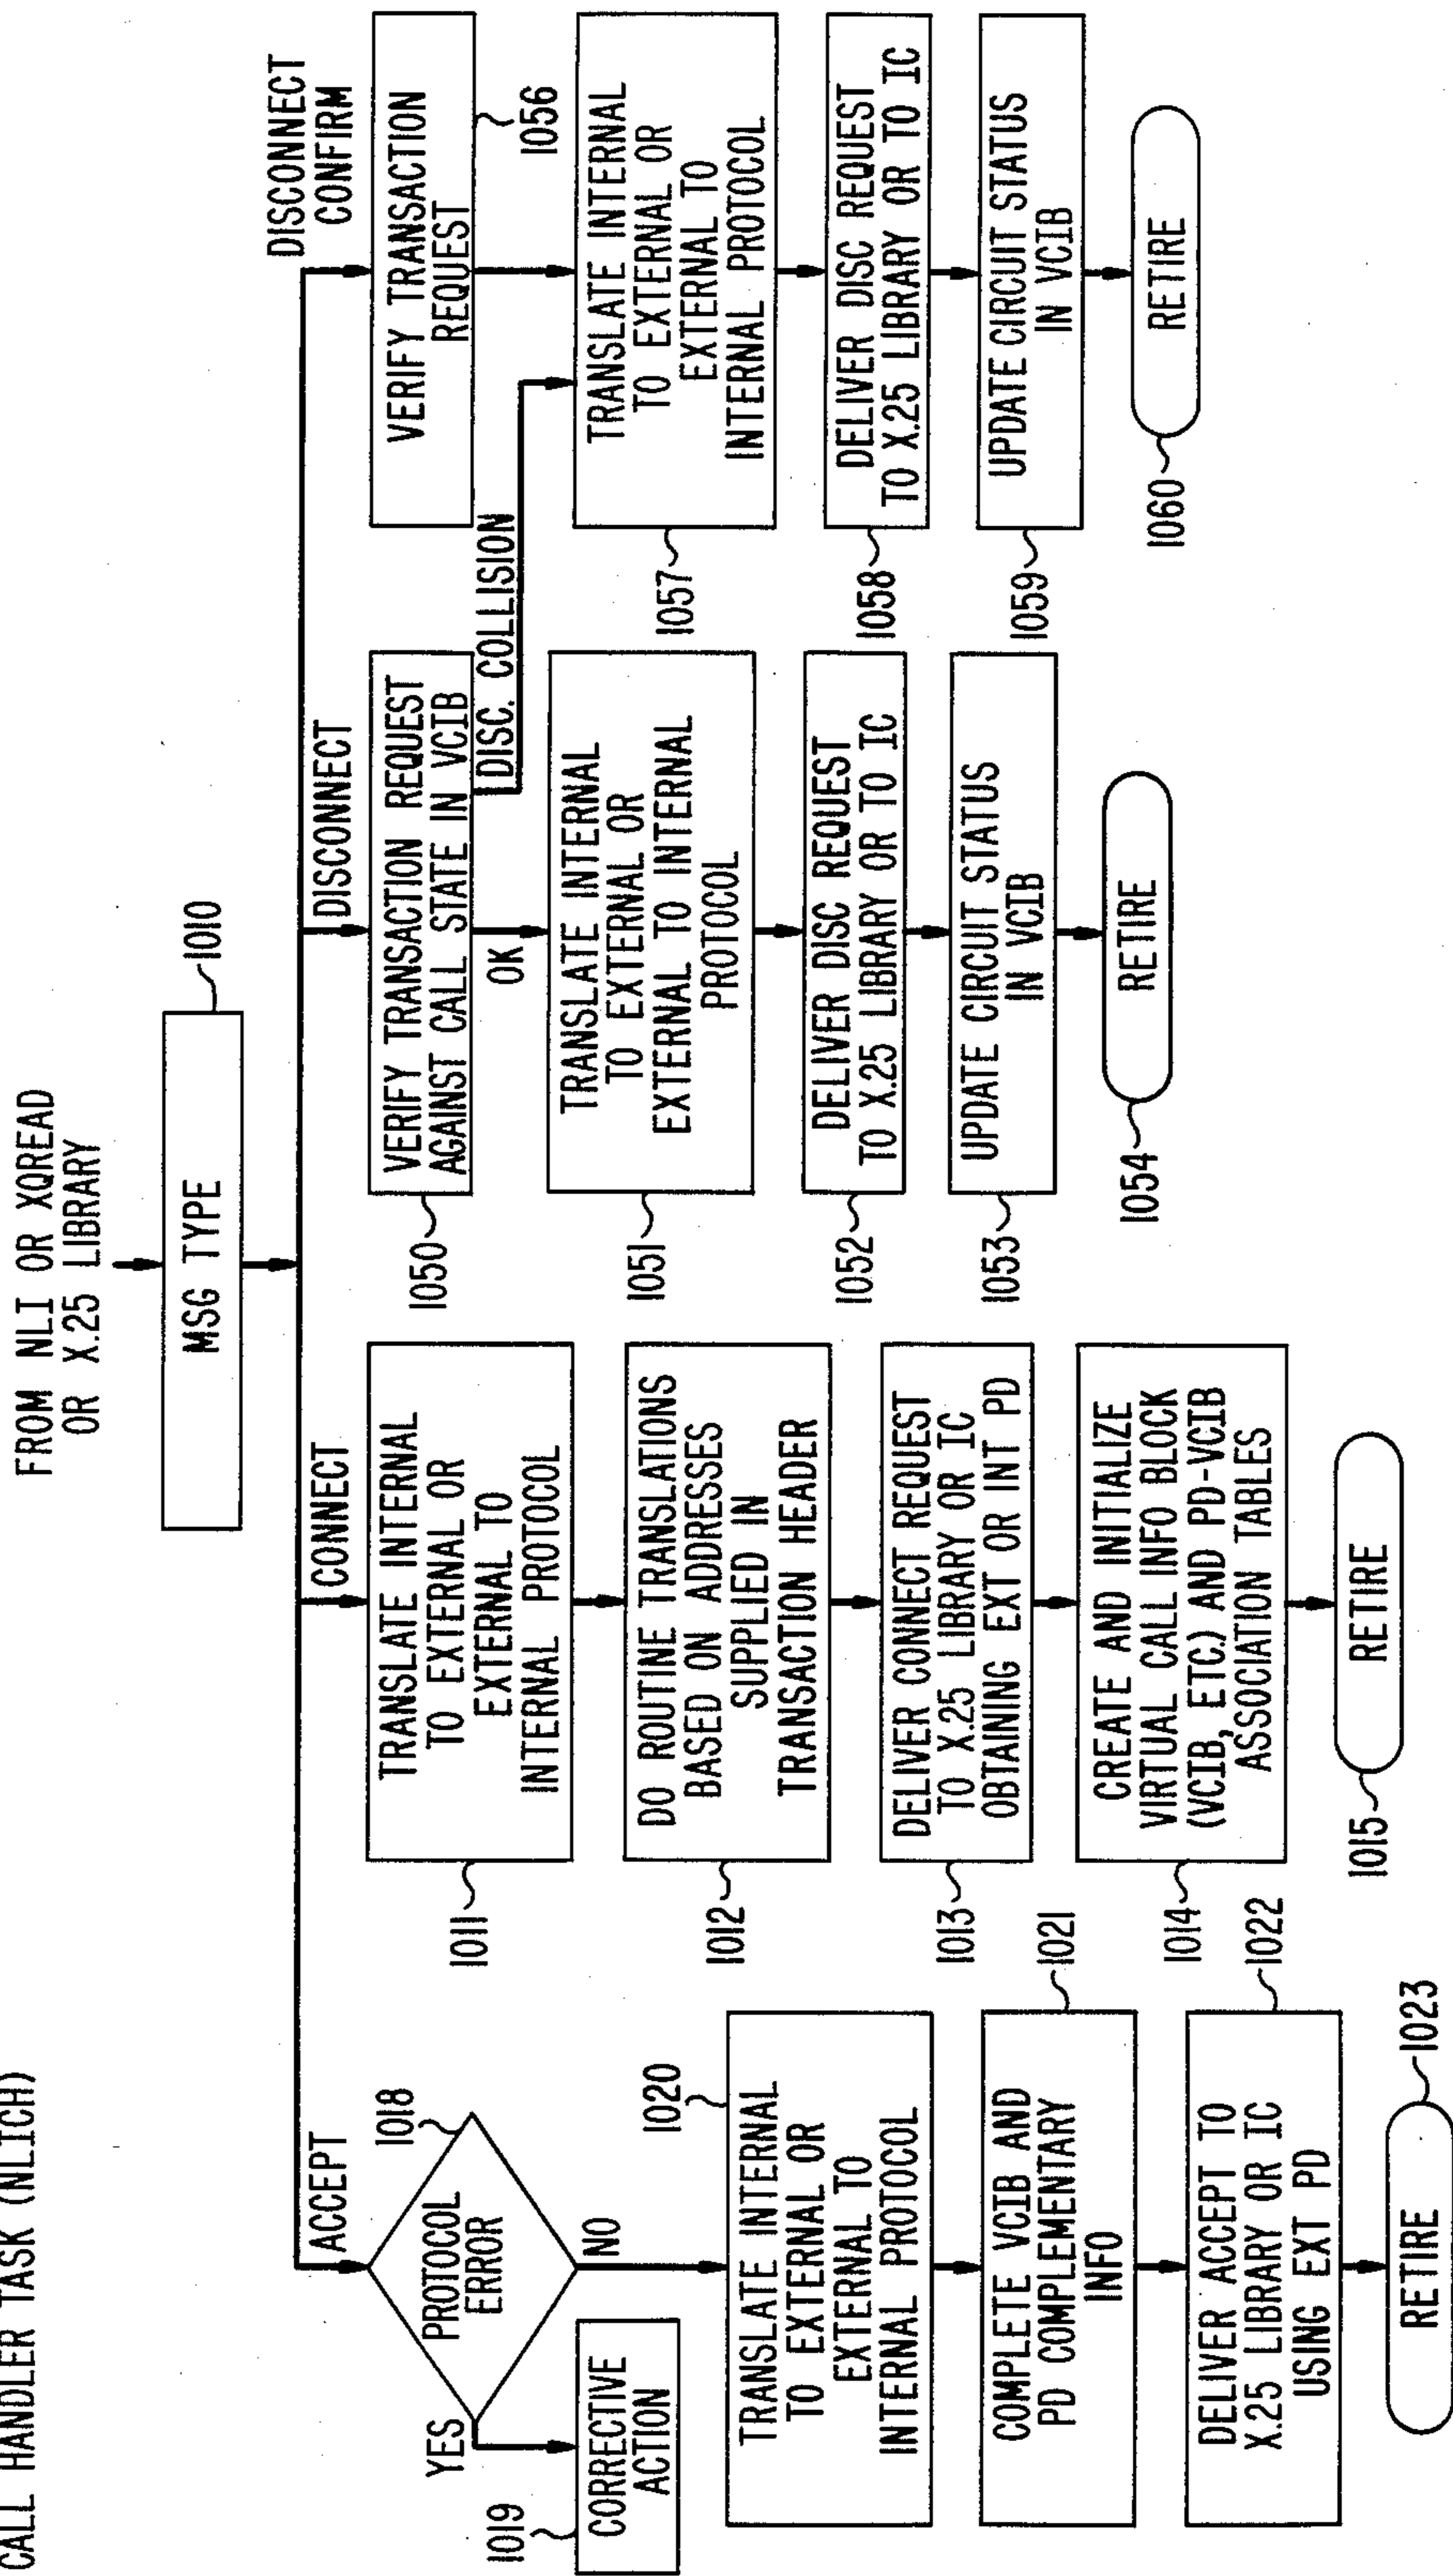 CALL HANDLER TASK (NLICH)
FROM NLI OR XQREAD
OR X.25 LIBRARY
MSG TYPE
1010
ACCEPT
PROTOCOL
ERROR
1018
YES
NO
CORRECTIVE
ACTION
1019
TRANSLATE INTERNAL
TO EXTERNAL OR
EXTERNAL TO
INTERNAL PROTOCOL
1020
COMPLETE VCIB AND
PD COMPLEMENTARY
INFO
1021
DELIVER ACCEPT TO
X.25 LIBRARY OR IC
USING EXT PD
1022
RETIRE
1023
CONNECT
TRANSLATE INTERNAL
TO EXTERNAL OR
EXTERNAL TO
INTERNAL PROTOCOL
1011
DO ROUTINE TRANSLATIONS
BASED ON ADDRESSES
SUPPLIED IN
TRANSACTION HEADER
1012
DELIVER CONNECT REQUEST
TO X.25 LIBRARY OR IC
OBTAINING EXT OR INT PD
1013
CREATE AND INITIALIZE
VIRTUAL CALL INFO BLOCK
(VCIB, ETC.) AND PD-VCIB
ASSOCIATION TABLES
1014
RETIRE
1015
DISCONNECT
VERIFY TRANSACTION REQUEST
AGAINST CALL STATE IN VCIB
1050
OK
DISC. COLLISION
TRANSLATE INTERNAL
TO EXTERNAL OR
EXTERNAL TO INTERNAL
PROTOCOL
1051
DELIVER DISC REQUEST
TO X.25 LIBRARY OR TO IC
1052
UPDATE CIRCUIT STATUS
IN VCIB
1053
RETIRE
1054
DISCONNECT
CONFIRM
VERIFY TRANSACTION
REQUEST
1056
TRANSLATE INTERNAL
TO EXTERNAL OR
EXTERNAL TO
INTERNAL PROTOCOL
1057
DELIVER DISC REQUEST
TO X.25 LIBRARY OR TO IC
1058
UPDATE CIRCUIT STATUS
IN VCIB
1059
RETIRE
1060